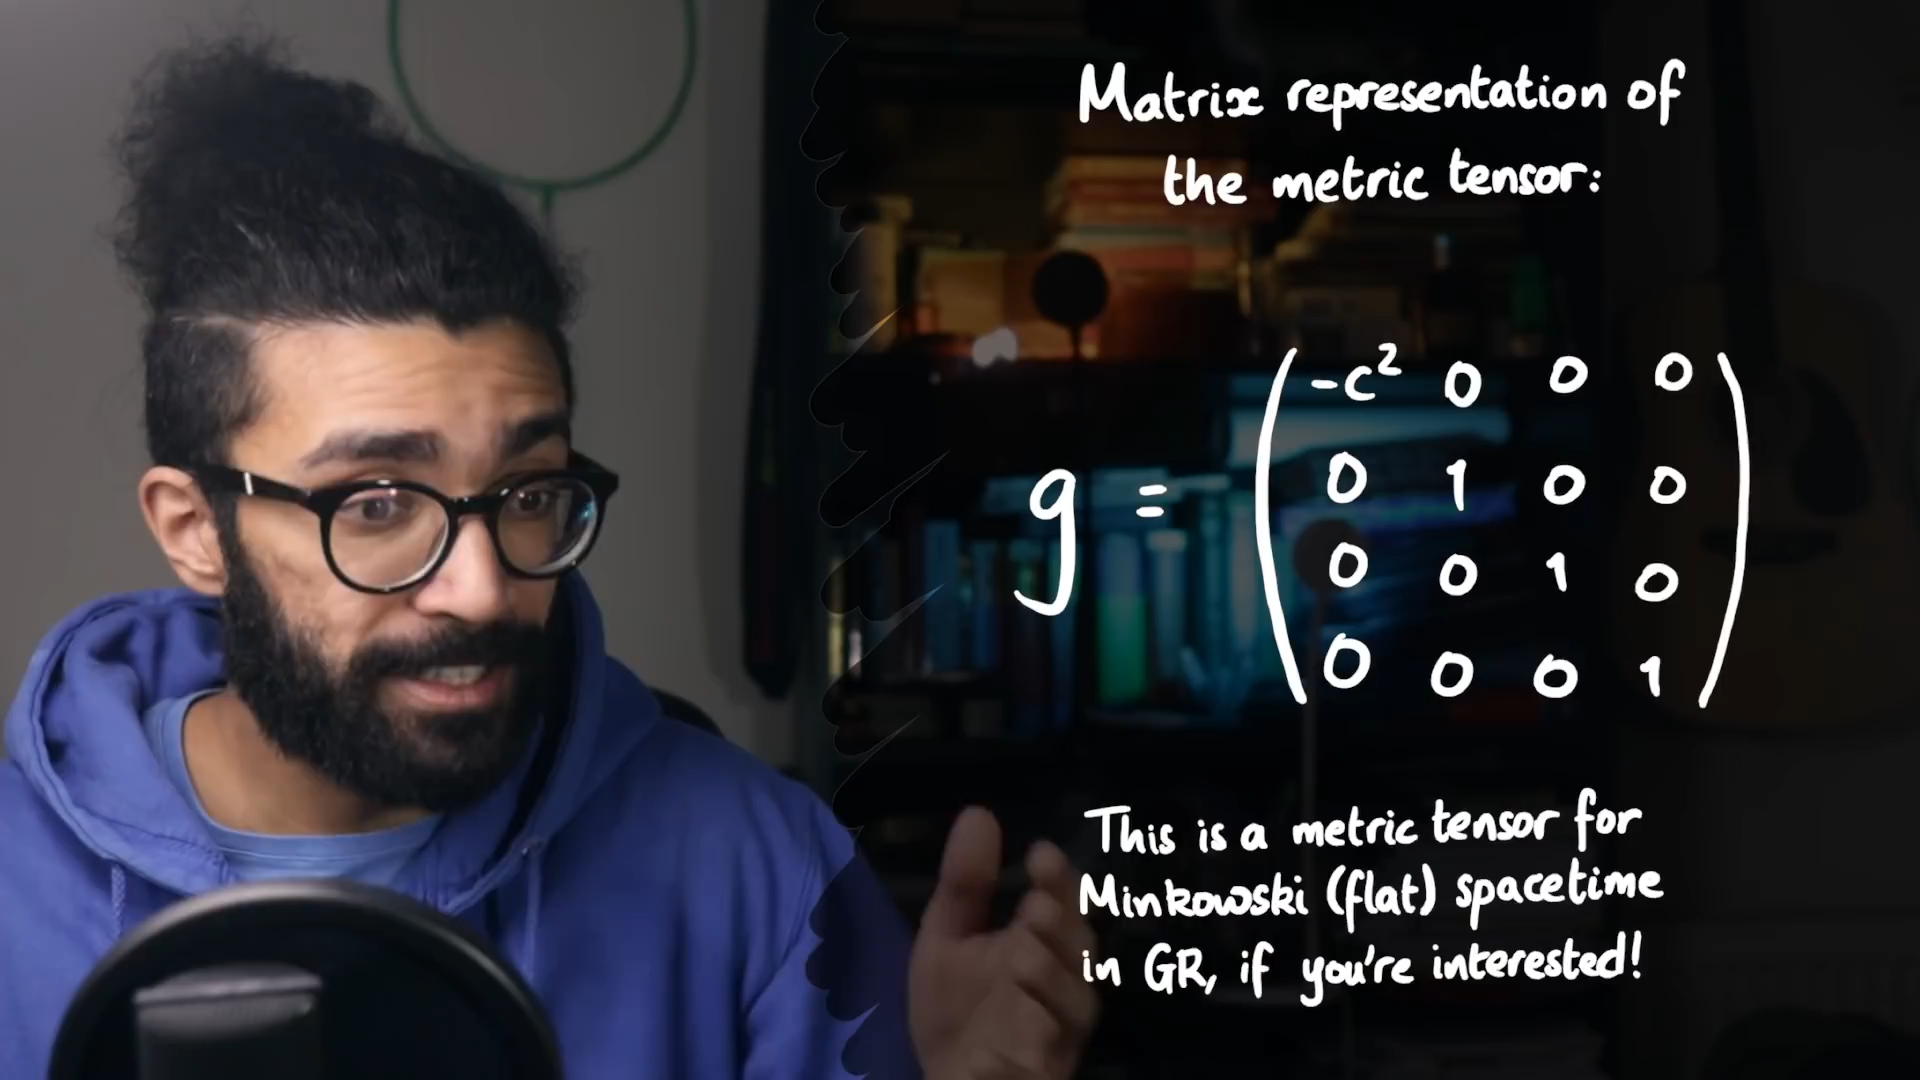 Matrix representation of
the metric tensor:
g = ( -c² 0 0 0
0 1 0 0
0 0 1 0
0 0 0 1 )
This is a metric tensor for
Minkowski (flat) spacetime
in GR, if you're interested!